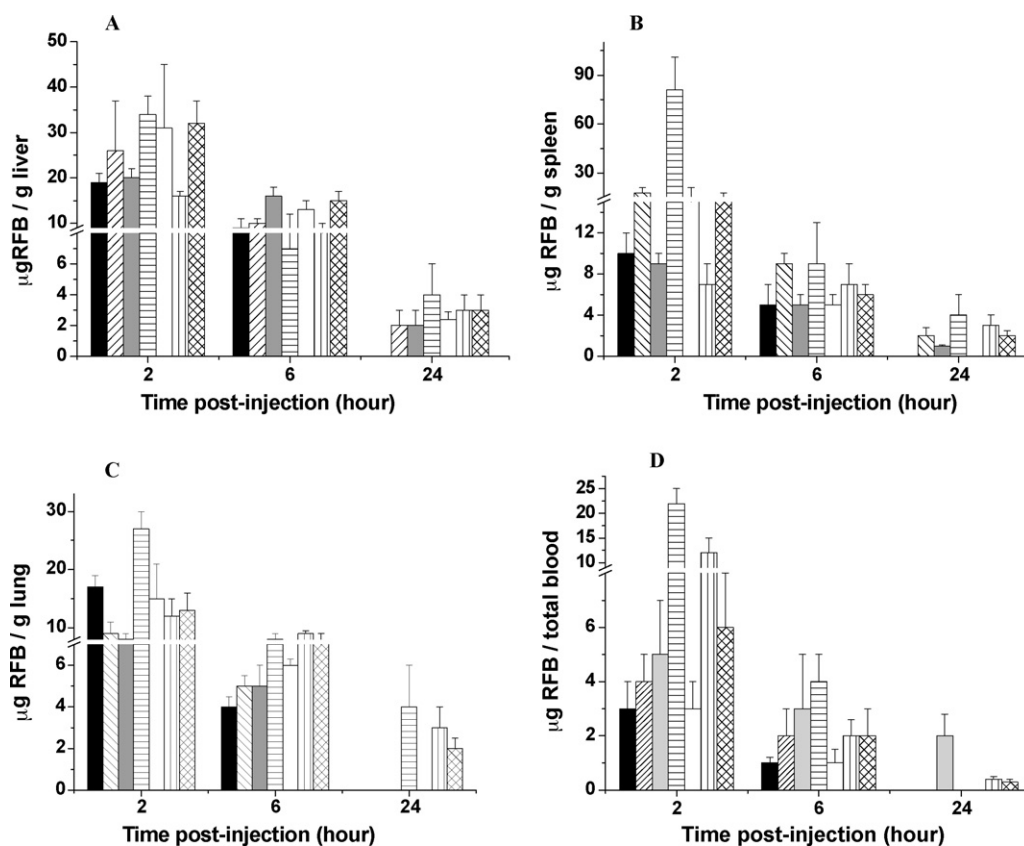 A
µgRFB / g liver
50
40
30
20
10
6
4
2
0
2 6 24
Time post-injection (hour)
B
µg RFB / g spleen
90
60
30
12
8
4
0
2 6 24
Time post-injection (hour)
C
µg RFB / g lung
30
20
10
6
4
2
0
2 6 24
Time post-injection (hour)
D
µg RFB / total blood
25
20
15
10
6
4
2
0
2 6 24
Time post-injection (hour)